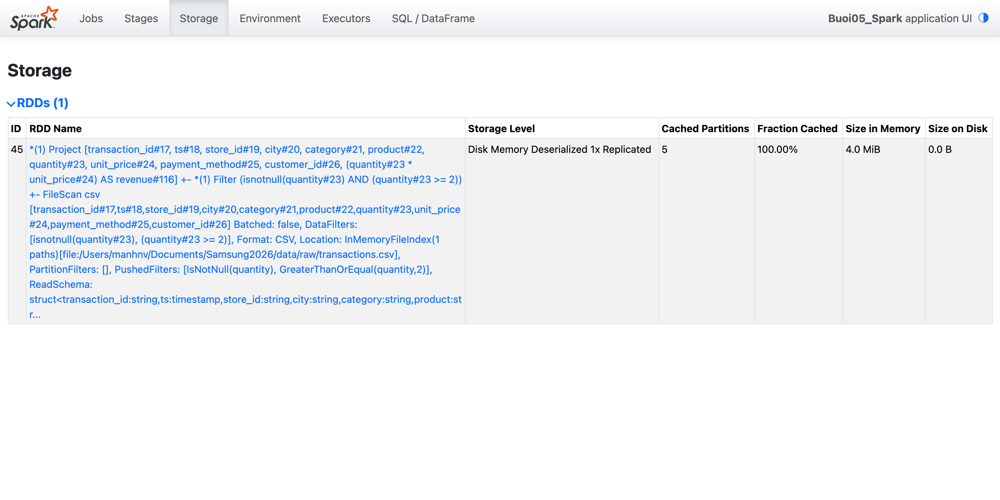 APACHE
Spark™
Jobs
Stages
Storage
Environment
Executors
SQL / DataFrame
Buoi05_Spark application UI
Storage
RDDs (1)
ID
RDD Name
Storage Level
Cached Partitions
Fraction Cached
Size in Memory
Size on Disk
45
*(1) Project [transaction_id#17, ts#18, store_id#19, city#20, category#21, product#22,
quantity#23, unit_price#24, payment_method#25, customer_id#26, (quantity#23 *
unit_price#24) AS revenue#116] +- *(1) Filter (isnotnull(quantity#23) AND (quantity#23 >= 2))
+- FileScan csv
[transaction_id#17,ts#18,store_id#19,city#20,category#21,product#22,quantity#23,unit_price
#24,payment_method#25,customer_id#26] Batched: false, DataFilters:
[isnotnull(quantity#23), (quantity#23 >= 2)], Format: CSV, Location: InMemoryFileIndex(1
paths)[file:/Users/manhnv/Documents/Samsung2026/data/raw/transactions.csv],
PartitionFilters: [], PushedFilters: [IsNotNull(quantity), GreaterThanOrEqual(quantity,2)],
ReadSchema:
struct<transaction_id:string,ts:timestamp,store_id:string,city:string,category:string,product:st
r...
Disk Memory Deserialized 1x Replicated
5
100.00%
4.0 MiB
0.0 B